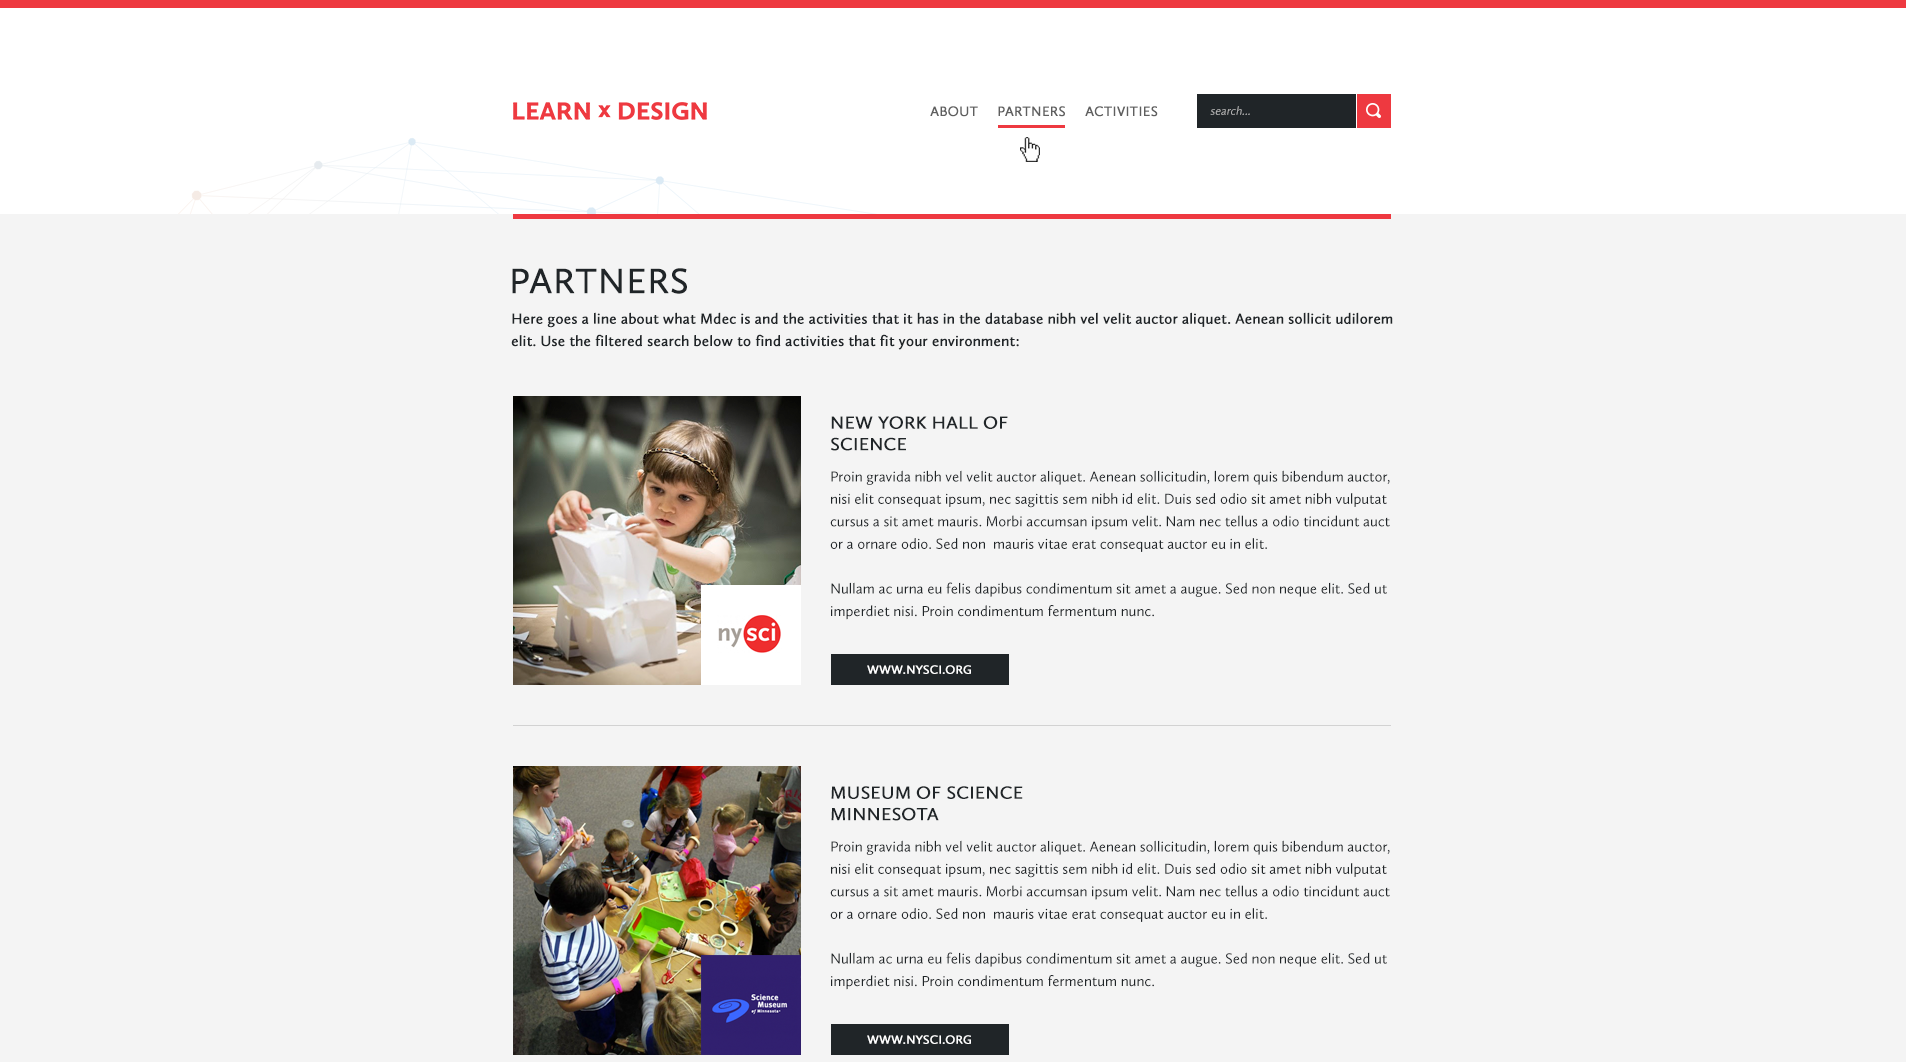 LEARN x DESIGN
ABOUT PARTNERS ACTIVITIES
search...
PARTNERS
Here goes a line about what Mdec is and the activities that it has in the database nibh vel velit auctor aliquet. Aenean sollicit udilorem
elit. Use the filtered search below to find activities that fit your environment:
NEW YORK HALL OF
SCIENCE
Proin gravida nibh vel velit auctor aliquet. Aenean sollicitudin, lorem quis bibendum auctor,
nisi elit consequat ipsum, nec sagittis sem nibh id elit. Duis sed odio sit amet nibh vulputat
cursus a sit amet mauris. Morbi accumsan ipsum velit. Nam nec tellus a odio tincidunt auct
or a ornare odio. Sed non  mauris vitae erat consequat auctor eu in elit.
Nullam ac urna eu felis dapibus condimentum sit amet a augue. Sed non neque elit. Sed ut
imperdiet nisi. Proin condimentum fermentum nunc.
nysci
WWW.NYSCI.ORG
MUSEUM OF SCIENCE
MINNESOTA
Proin gravida nibh vel velit auctor aliquet. Aenean sollicitudin, lorem quis bibendum auctor,
nisi elit consequat ipsum, nec sagittis sem nibh id elit. Duis sed odio sit amet nibh vulputat
cursus a sit amet mauris. Morbi accumsan ipsum velit. Nam nec tellus a odio tincidunt auct
or a ornare odio. Sed non  mauris vitae erat consequat auctor eu in elit.
Nullam ac urna eu felis dapibus condimentum sit amet a augue. Sed non neque elit. Sed ut
imperdiet nisi. Proin condimentum fermentum nunc.
Science
Museum
of Minnesota
WWW.NYSCI.ORG